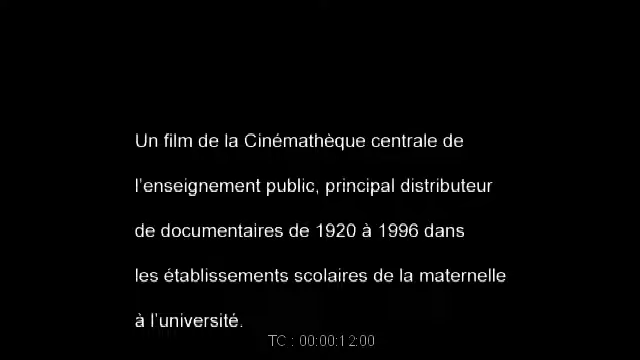 Un film de la Cinémathèque centrale de
l'enseignement public, principal distributeur
de documentaires de 1920 à 1996 dans
les établissements scolaires de la maternelle
à l'université.
TC : 00:00:12:00